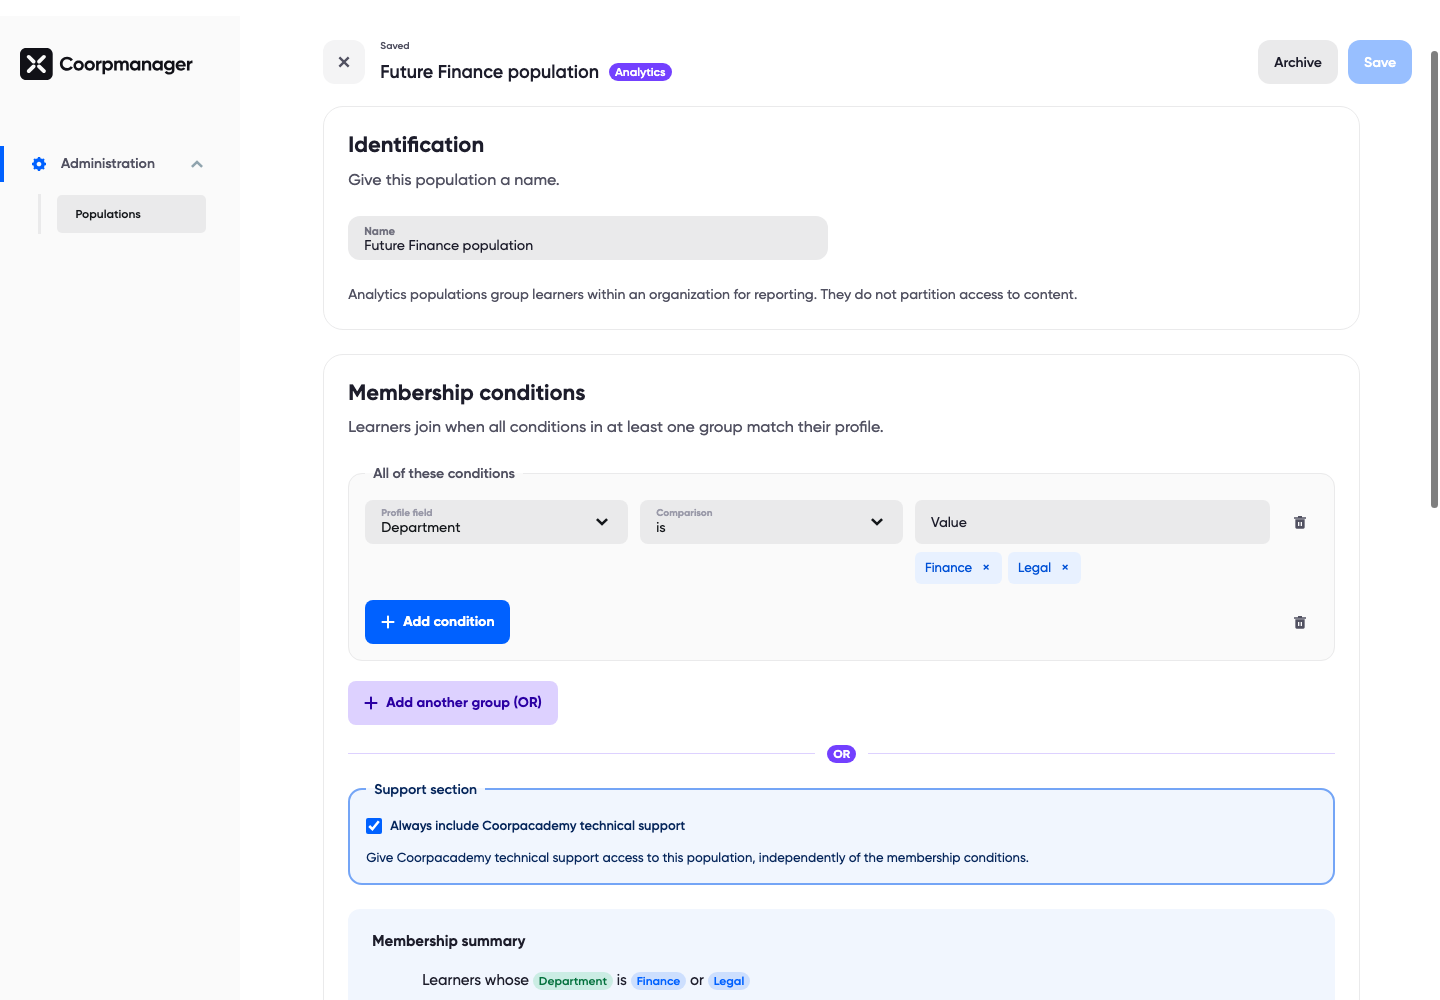 Coorpmanager
Administration
Populations
Saved
Future Finance population Analytics
Archive
Save
Identification
Give this population a name.
Name
Future Finance population
Analytics populations group learners within an organization for reporting. They do not partition access to content.
Membership conditions
Learners join when all conditions in at least one group match their profile.
All of these conditions
Profile field
Department
Comparison
is
Value
Finance ×
Legal ×
+ Add condition
+ Add another group (OR)
OR
Support section
Always include Coorpacademy technical support
Give Coorpacademy technical support access to this population, independently of the membership conditions.
Membership summary
Learners whose Department is Finance or Legal